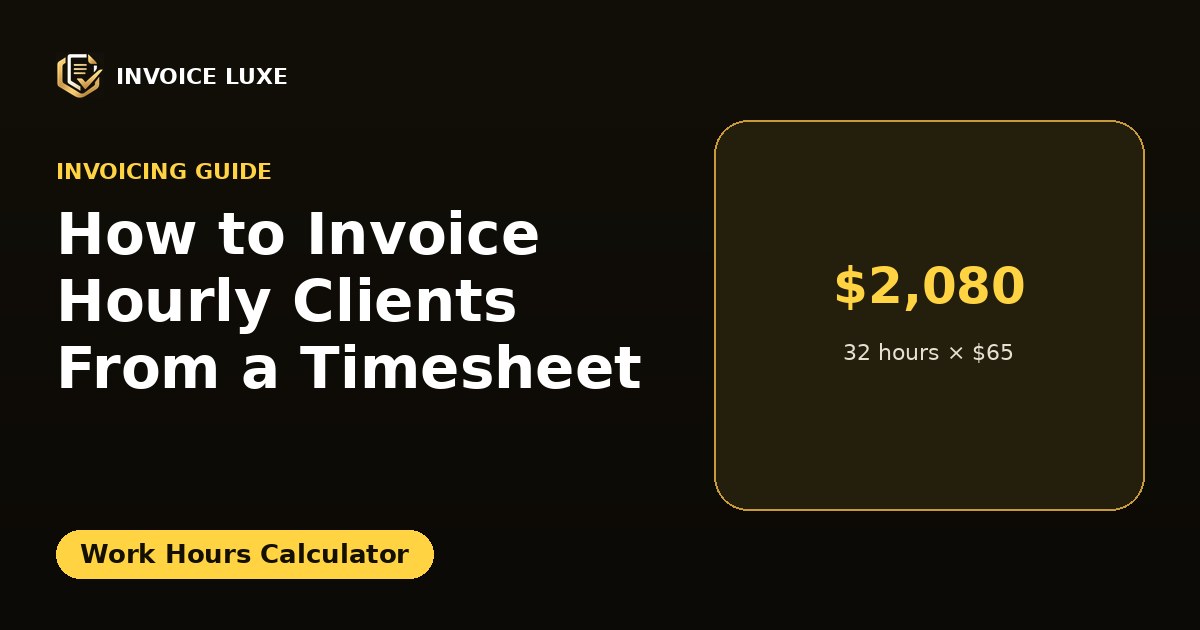 INVOICE LUXE
INVOICING GUIDE
How to Invoice
Hourly Clients
From a Timesheet
$2,080
32 hours × $65
Work Hours Calculator